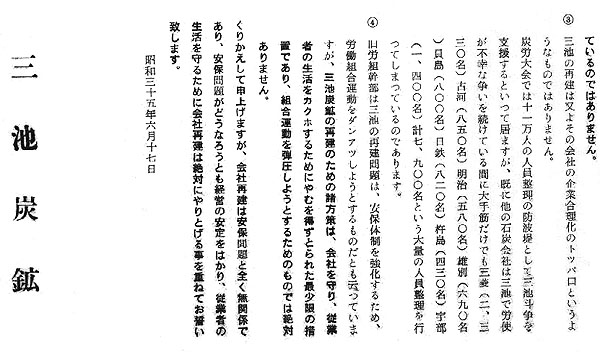 ているのではありません。
③ 三池の再建は又よその会社の企業合理化のトッパ口というよ
うなものではありません。
炭労大会では十一万人の人員整理の防波堤として三池斗争を
支援するといつて居ますが、既に他の石炭会社は三池で労使
が不幸な争いを続けている間に大手筋だけでも三菱(二、三
三〇名)古河(八五〇名)明治(五八〇名)雄別(六九〇名
)貝島(八〇〇名)日鉄(八二〇名)杵島(四三〇名)宇部
(一、四〇〇名)計七、九〇〇名という大量の人員整理を行
つてしまつているのであります。
④ 旧労組幹部は三池の再建問題は、安保体制を強化するため、
労働組合運動をダンアツしようとするものだとも云つていま
すが、三池炭鉱の再建のための諸方策は、会社を守り、従業
者の生活をカクホするためにやむを得ずとられた最少限の措
置であり、組合運動を弾圧しようとするためのものでは絶対
ありません。
くりかえして申上げますが、会社再建は安保問題と全く無関係で
あり、安保問題がどうなろうとも経営の安定をはかり、従業者の
生活を守るために会社再建は絶対にやりとげる事を重ねてお誓い
致します。
昭和三十五年六月十七日
三池炭鉱